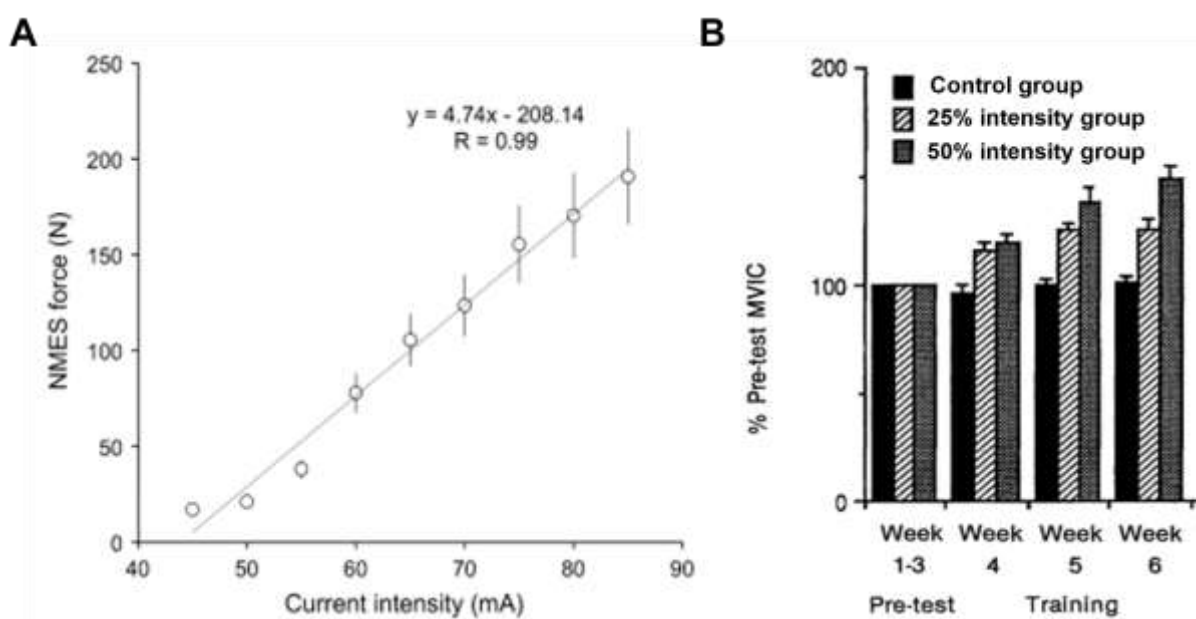 A
250
200
150
100
50
0
40
50
60
70
80
90
NMES force (N)
Current intensity (mA)
y = 4.74x - 208.14
R = 0.99
B
200
100
0
% Pre-test MVIC
Control group
25% intensity group
50% intensity group
Week Week Week Week
1-3 4 5 6
Pre-test Training